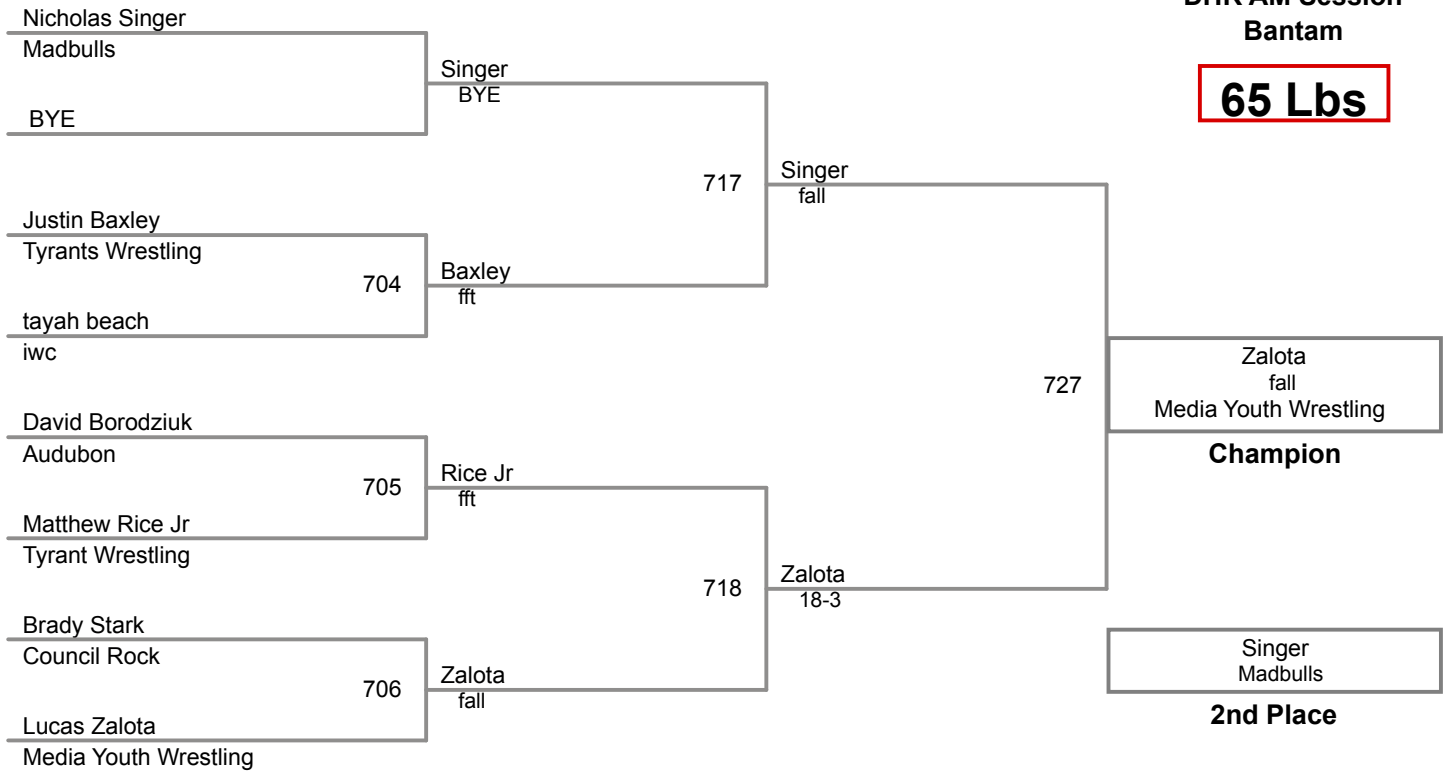 DHR AM Session
Bantam
65 Lbs
Nicholas Singer
Madbulls
BYE
Singer
BYE
717
Singer
fall
Justin Baxley
Tyrants Wrestling
704
Baxley
fft
tayah beach
iwc
727
Zalota
fall
Media Youth Wrestling
Champion
David Borodziuk
Audubon
705
Rice Jr
fft
Matthew Rice Jr
Tyrant Wrestling
718
Zalota
18-3
Brady Stark
Council Rock
706
Zalota
fall
Lucas Zalota
Media Youth Wrestling
Singer
Madbulls
2nd Place